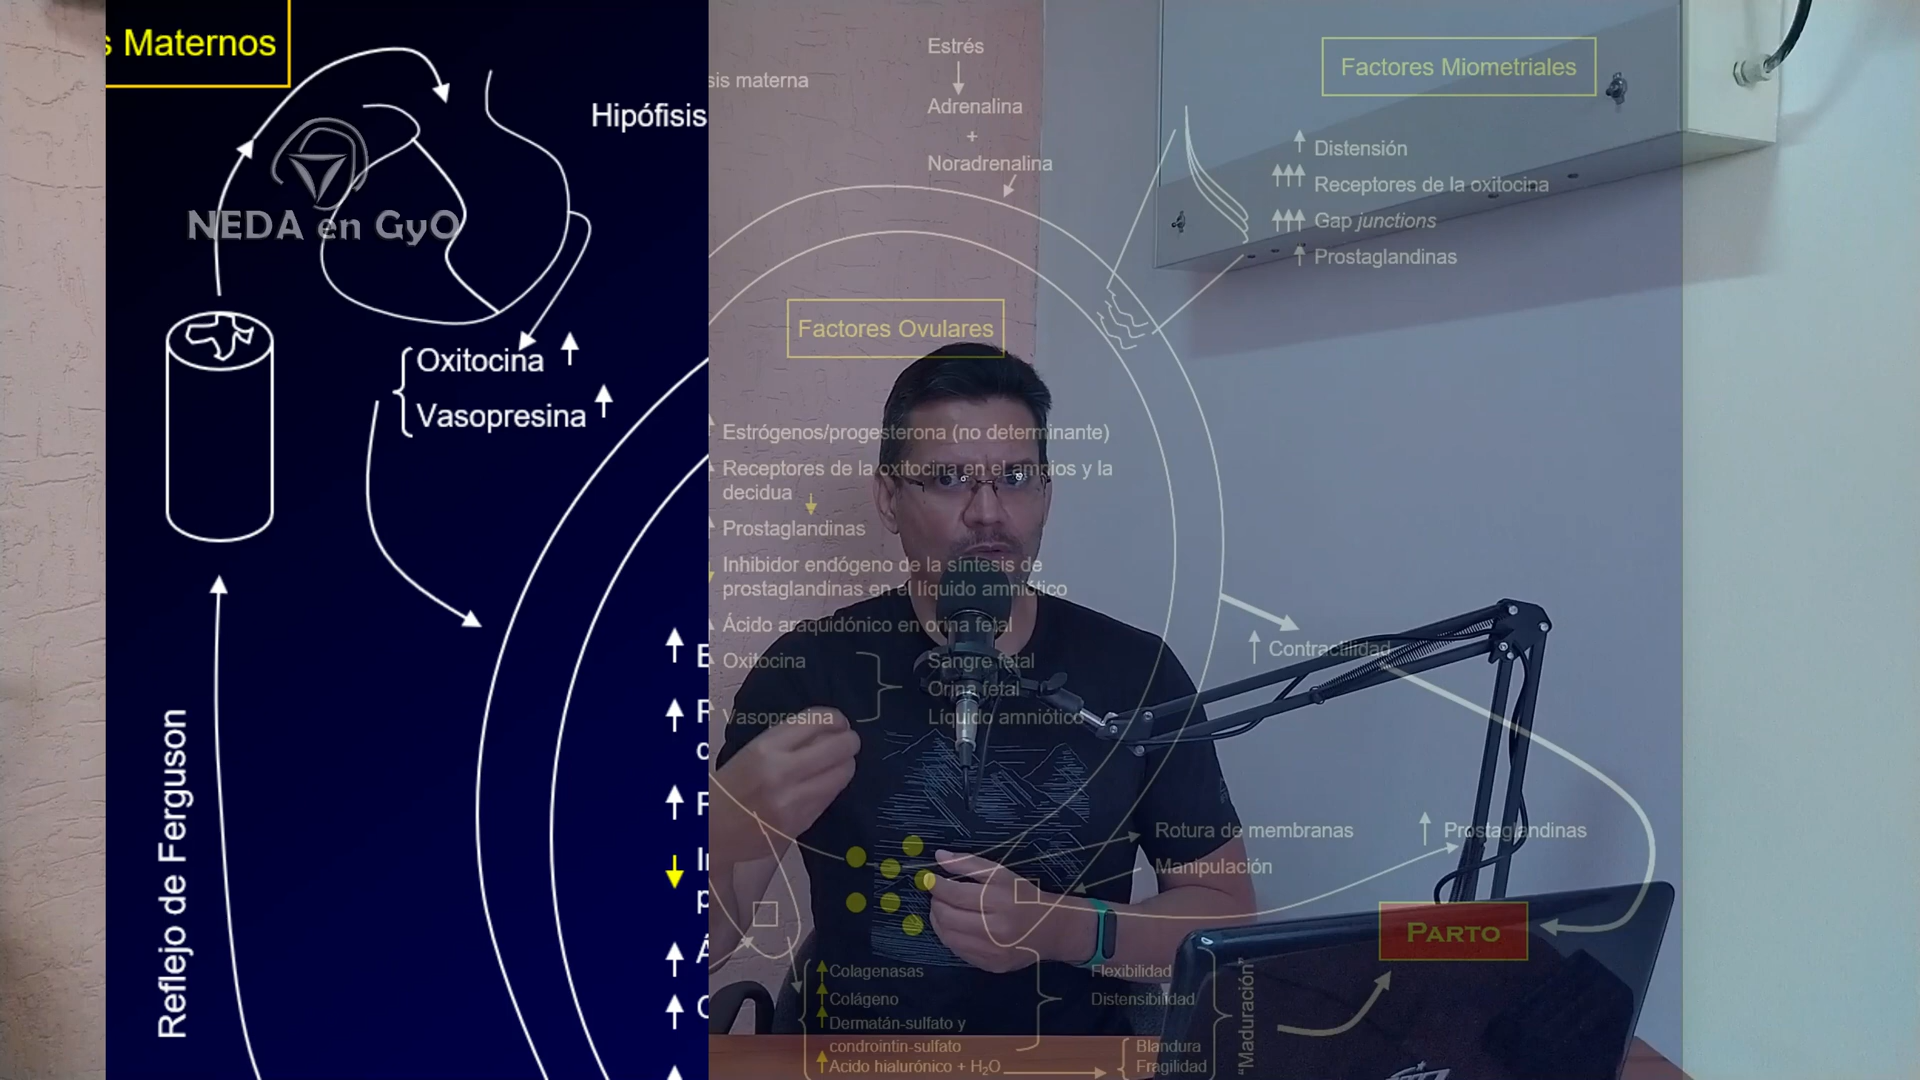 s Maternos
Hipófisis
NEDA en GyO
Oxitocina
Vasopresina
Reflejo de Ferguson
sis materna
Estrés
Adrenalina
+
Noradrenalina
Factores Miometriales
Distensión
Receptores de la oxitocina
Gap junctions
Prostaglandinas
Factores Ovulares
Estrógenos/progesterona (no determinante)
Receptores de la oxitocina en el amnios y la
decidua
Prostaglandinas
Inhibidor endógeno de la síntesis de
prostaglandinas en el líquido amniótico
Ácido araquidónico en orina fetal
Oxitocina
Vasopresina
Sangre fetal
Orina fetal
Líquido amniótico
Contractilidad
Rotura de membranas
Manipulación
Prostaglandinas
PARTO
Colagenasas
Colágeno
Dermatán-sulfato y
condrointín-sulfato
Ácido hialurónico + H₂O
Flexibilidad
Distensibilidad
Blandura
Fragilidad
"Maduración"